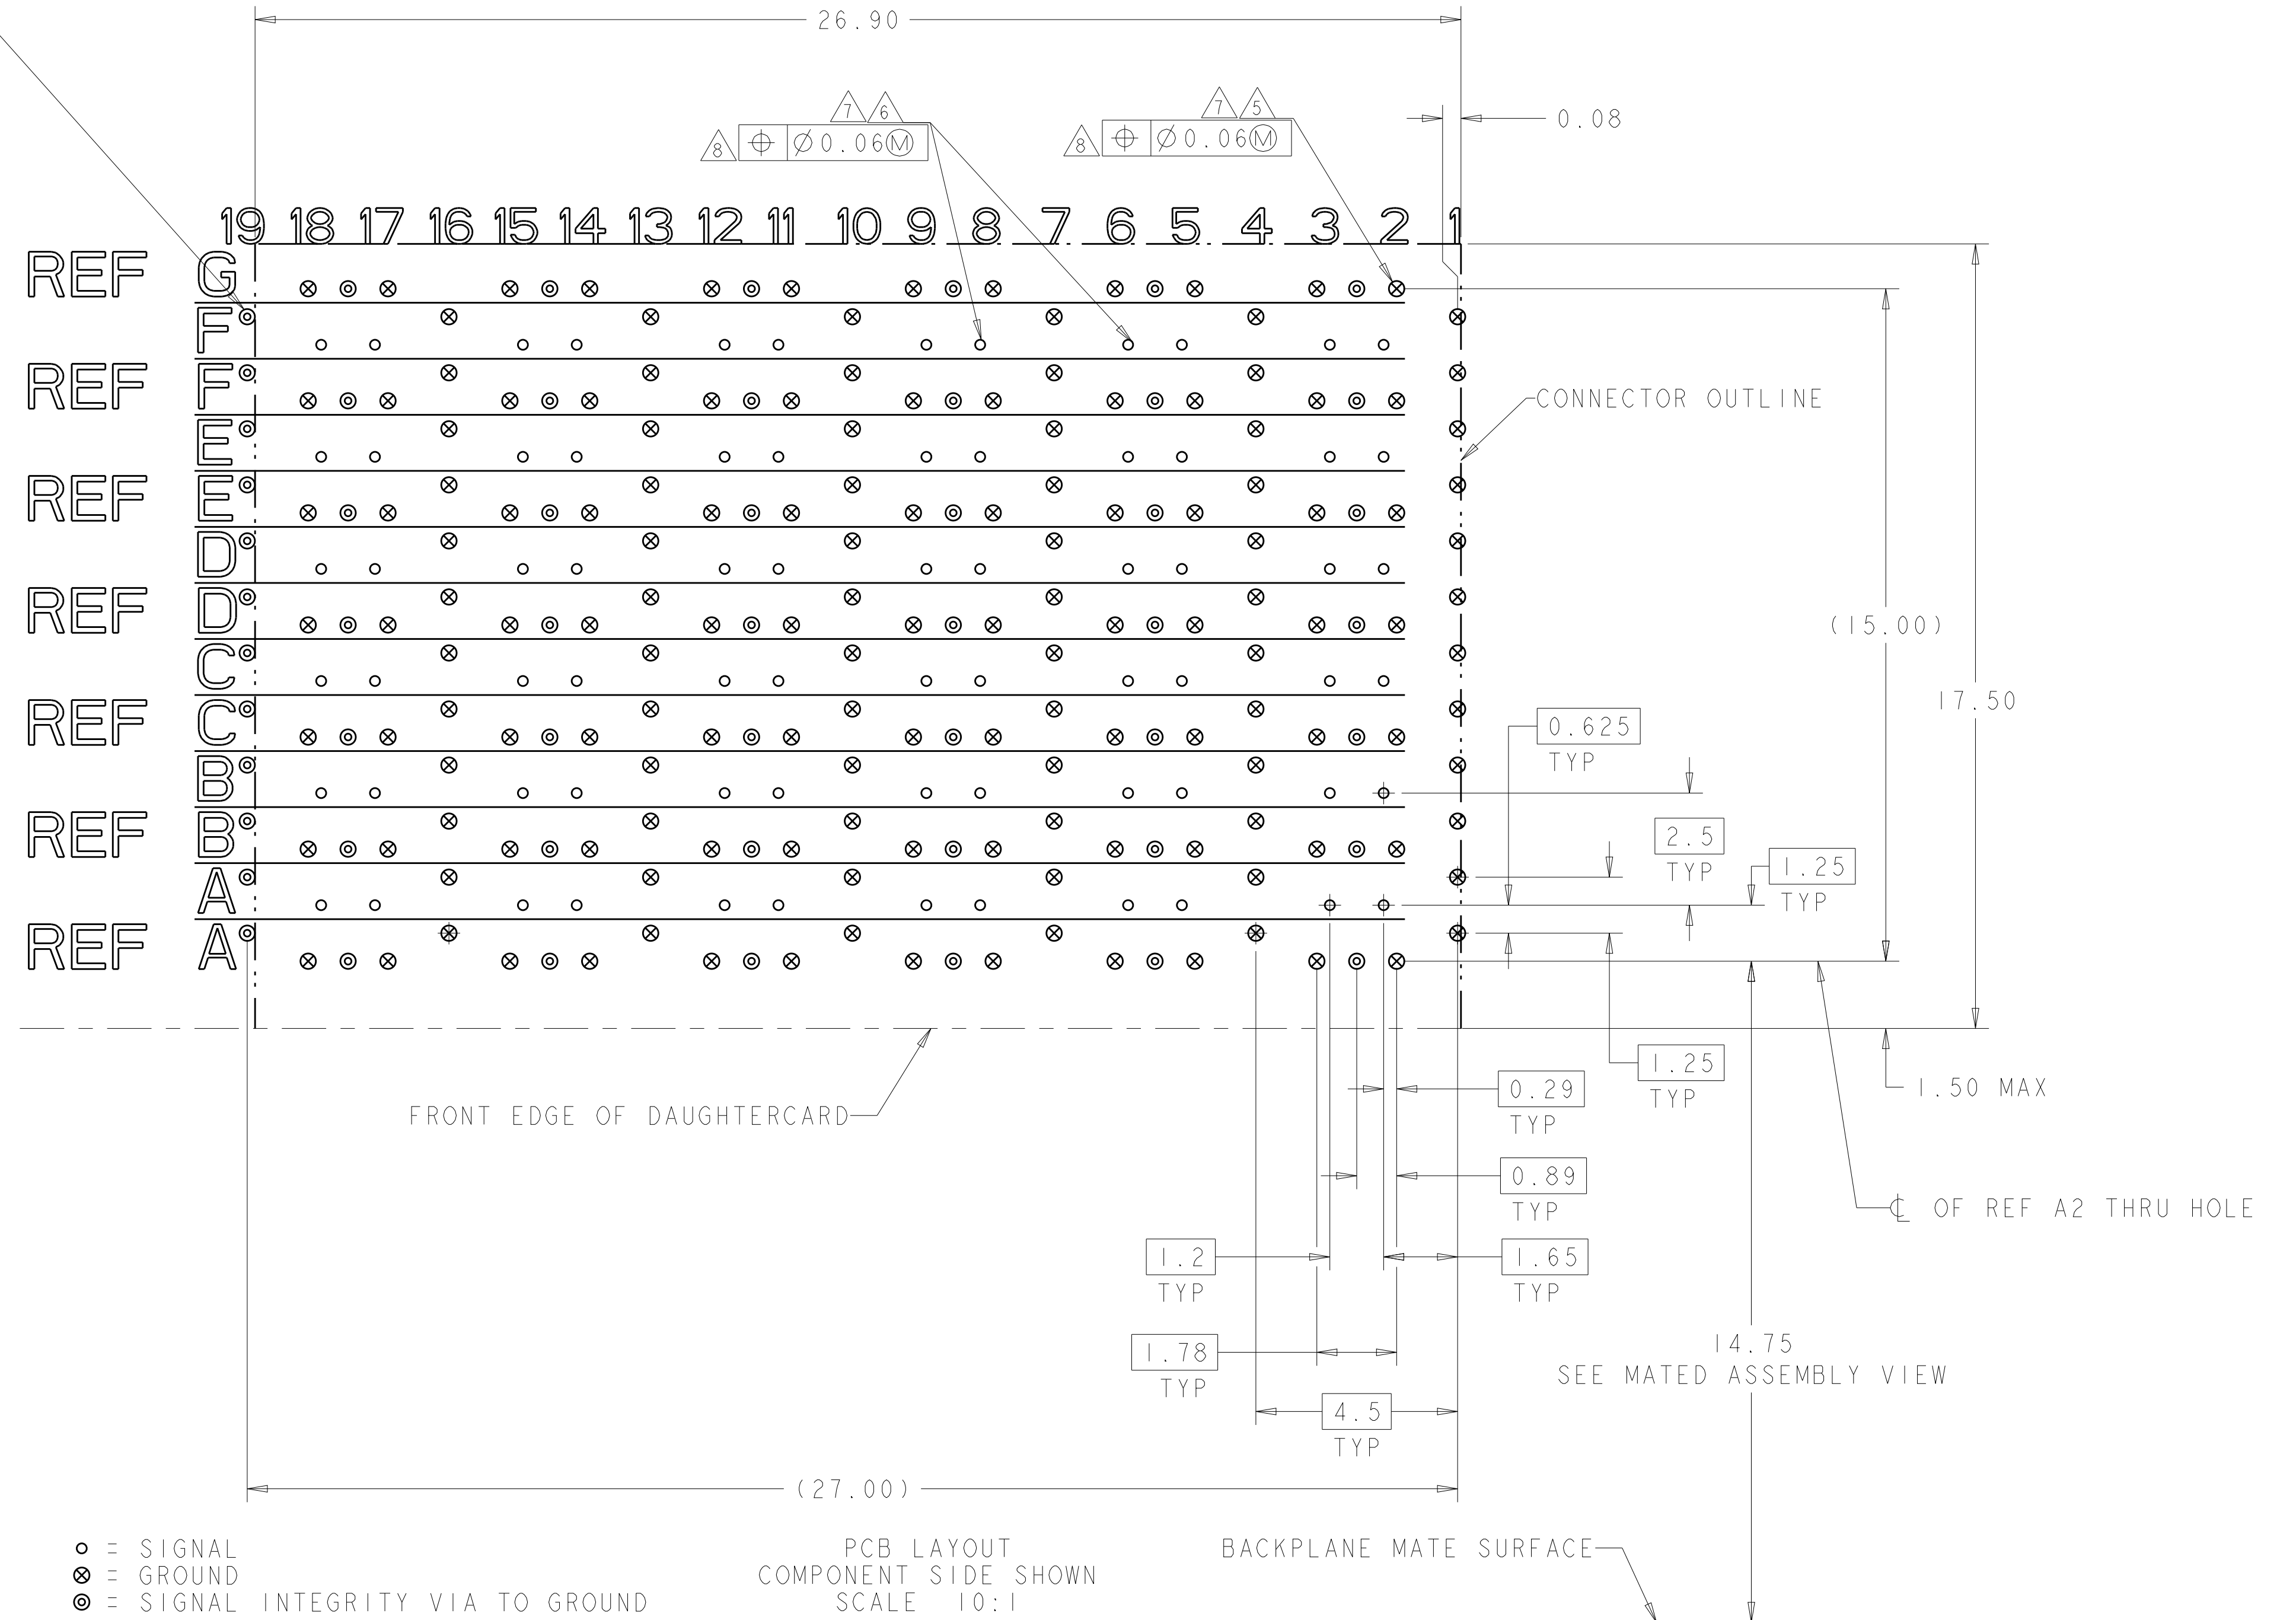 26.90
7 6
8 ⌖ ⌀0.06Ⓜ
7 5
8 ⌖ ⌀0.06Ⓜ
0.08
19 18 17 16 15 14 13 12 11 10 9 8 7 6 5 4 3 2 1
REF G
F
REF F
CONNECTOR OUTLINE
E
REF E
D
REF D
(15.00)
C
REF C
17.50
0.625
TYP
B
REF B
2.5
TYP
1.25
TYP
A
REF A
1.25
TYP
1.50 MAX
FRONT EDGE OF DAUGHTERCARD
0.29
TYP
0.89
TYP
℄ OF REF A2 THRU HOLE
1.2
TYP
1.65
TYP
1.78
TYP
14.75
SEE MATED ASSEMBLY VIEW
4.5
TYP
(27.00)
= SIGNAL
= GROUND
= SIGNAL INTEGRITY VIA TO GROUND
PCB LAYOUT
COMPONENT SIDE SHOWN
SCALE 10:1
BACKPLANE MATE SURFACE